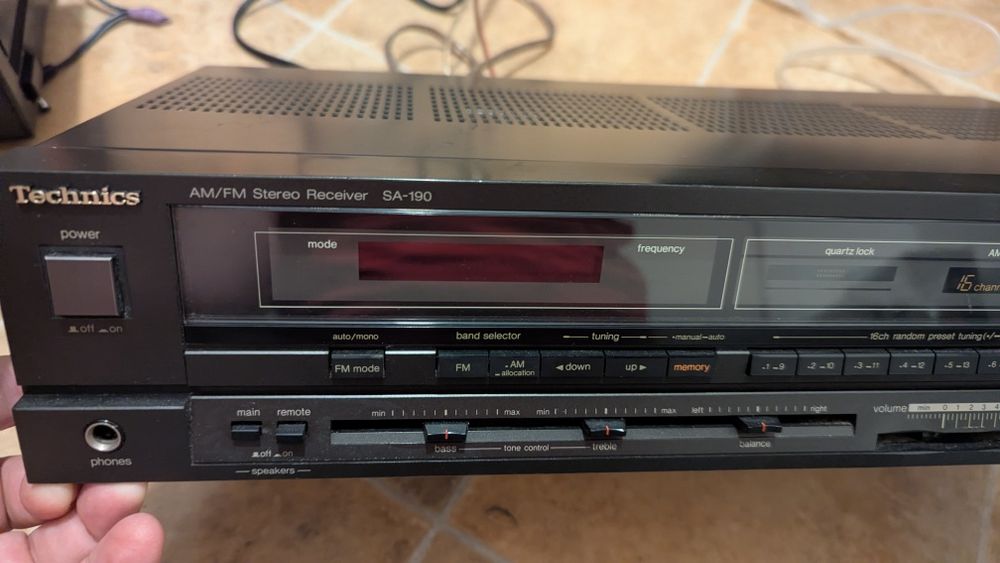 Technics
AM/FM Stereo Receiver SA-190
power
off on
mode
frequency
quartz lock
AM
16 chann
auto/mono
band selector
tuning
manual auto
16ch random preset tuning (+/-
FM mode
FM
AM
allocation
down
up
memory
1 9
2 10
3 11
4 12
5 13
6
main
remote
off on
speakers
phones
min
max
min
max
left
right
bass
tone control
treble
balance
volume
min 0 1 2 3 4